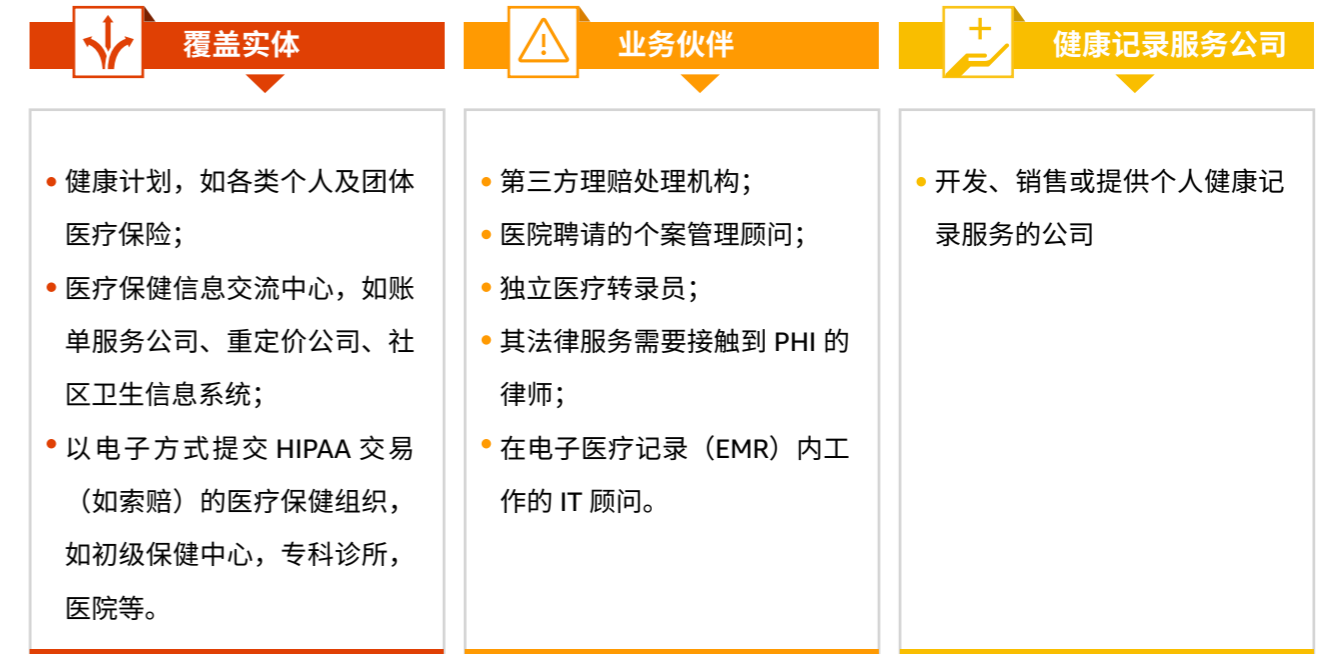 覆盖实体
健康计划，如各类个人及团体
医疗保险；
医疗保健信息交流中心，如账
单服务公司、重定价公司、社
区卫生信息系统；
以电子方式提交 HIPAA 交易
（如索赔）的医疗保健组织，
如初级保健中心，专科诊所，
医院等。
业务伙伴
第三方理赔处理机构；
医院聘请的个案管理顾问；
独立医疗转录员；
其法律服务需要接触到 PHI 的
律师；
在电子医疗记录（EMR）内工
作的 IT 顾问。
健康记录服务公司
开发、销售或提供个人健康记
录服务的公司